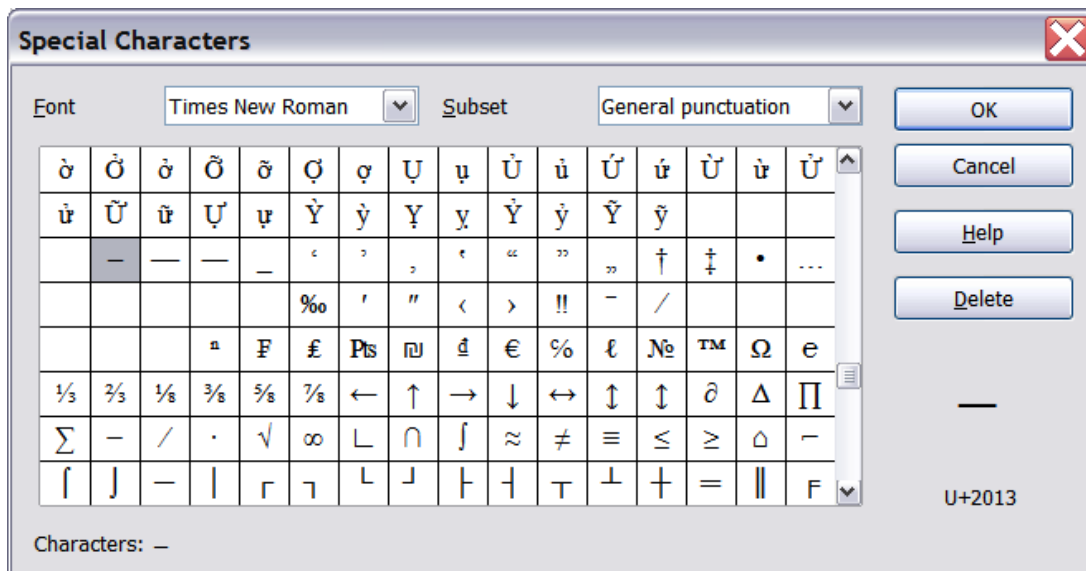 Special Characters
Font Times New Roman Subset General punctuation OK
ờ Ở ở Ỡ ỡ Ợ ợ Ụ ụ Ủ ủ Ứ ứ Ừ ừ Ử Cancel
ử Ữ ữ Ự ự Ỳ ỳ Ỵ ỵ Ỷ ỷ Ỹ ỹ Help
– — ― ‗ ‘ ’ ‚ ‛ “ ” „ † ‡ • …
‰ ′ ″ ‹ › ‼ ‾ ⁄ Delete
ⁿ ₣ ₤ ₧ ₪ ₫ € ℅ ℓ № ™ Ω ℮
⅓ ⅔ ⅛ ⅜ ⅝ ⅞ ← ↑ → ↓ ↔ ↕ ↨ ∂ ∆ ∏
∑ − ∕ ∙ √ ∞ ∟ ∩ ∫ ≈ ≠ ≡ ≤ ≥ ⌂ ⌐ –
⌠ ⌡ ─ │ ┌ ┐ └ ┘ ├ ┤ ┬ ┴ ┼ ═ ║ ╒ U+2013
Characters: –